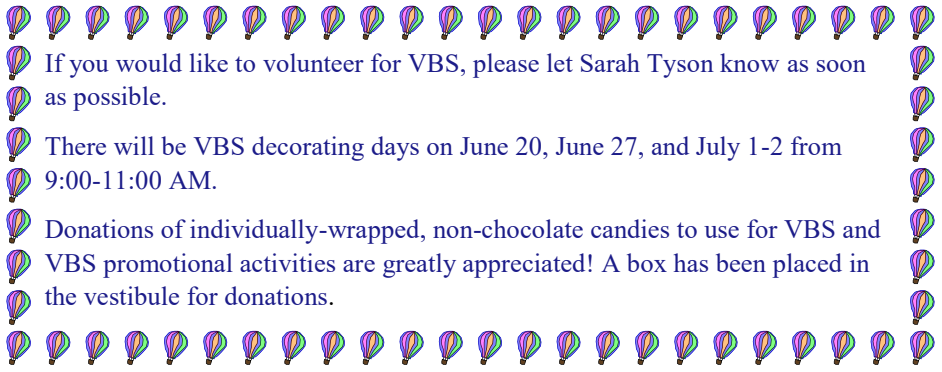 If you would like to volunteer for VBS, please let Sarah Tyson know as soon
as possible.
There will be VBS decorating days on June 20, June 27, and July 1-2 from
9:00-11:00 AM.
Donations of individually-wrapped, non-chocolate candies to use for VBS and
VBS promotional activities are greatly appreciated! A box has been placed in
the vestibule for donations.